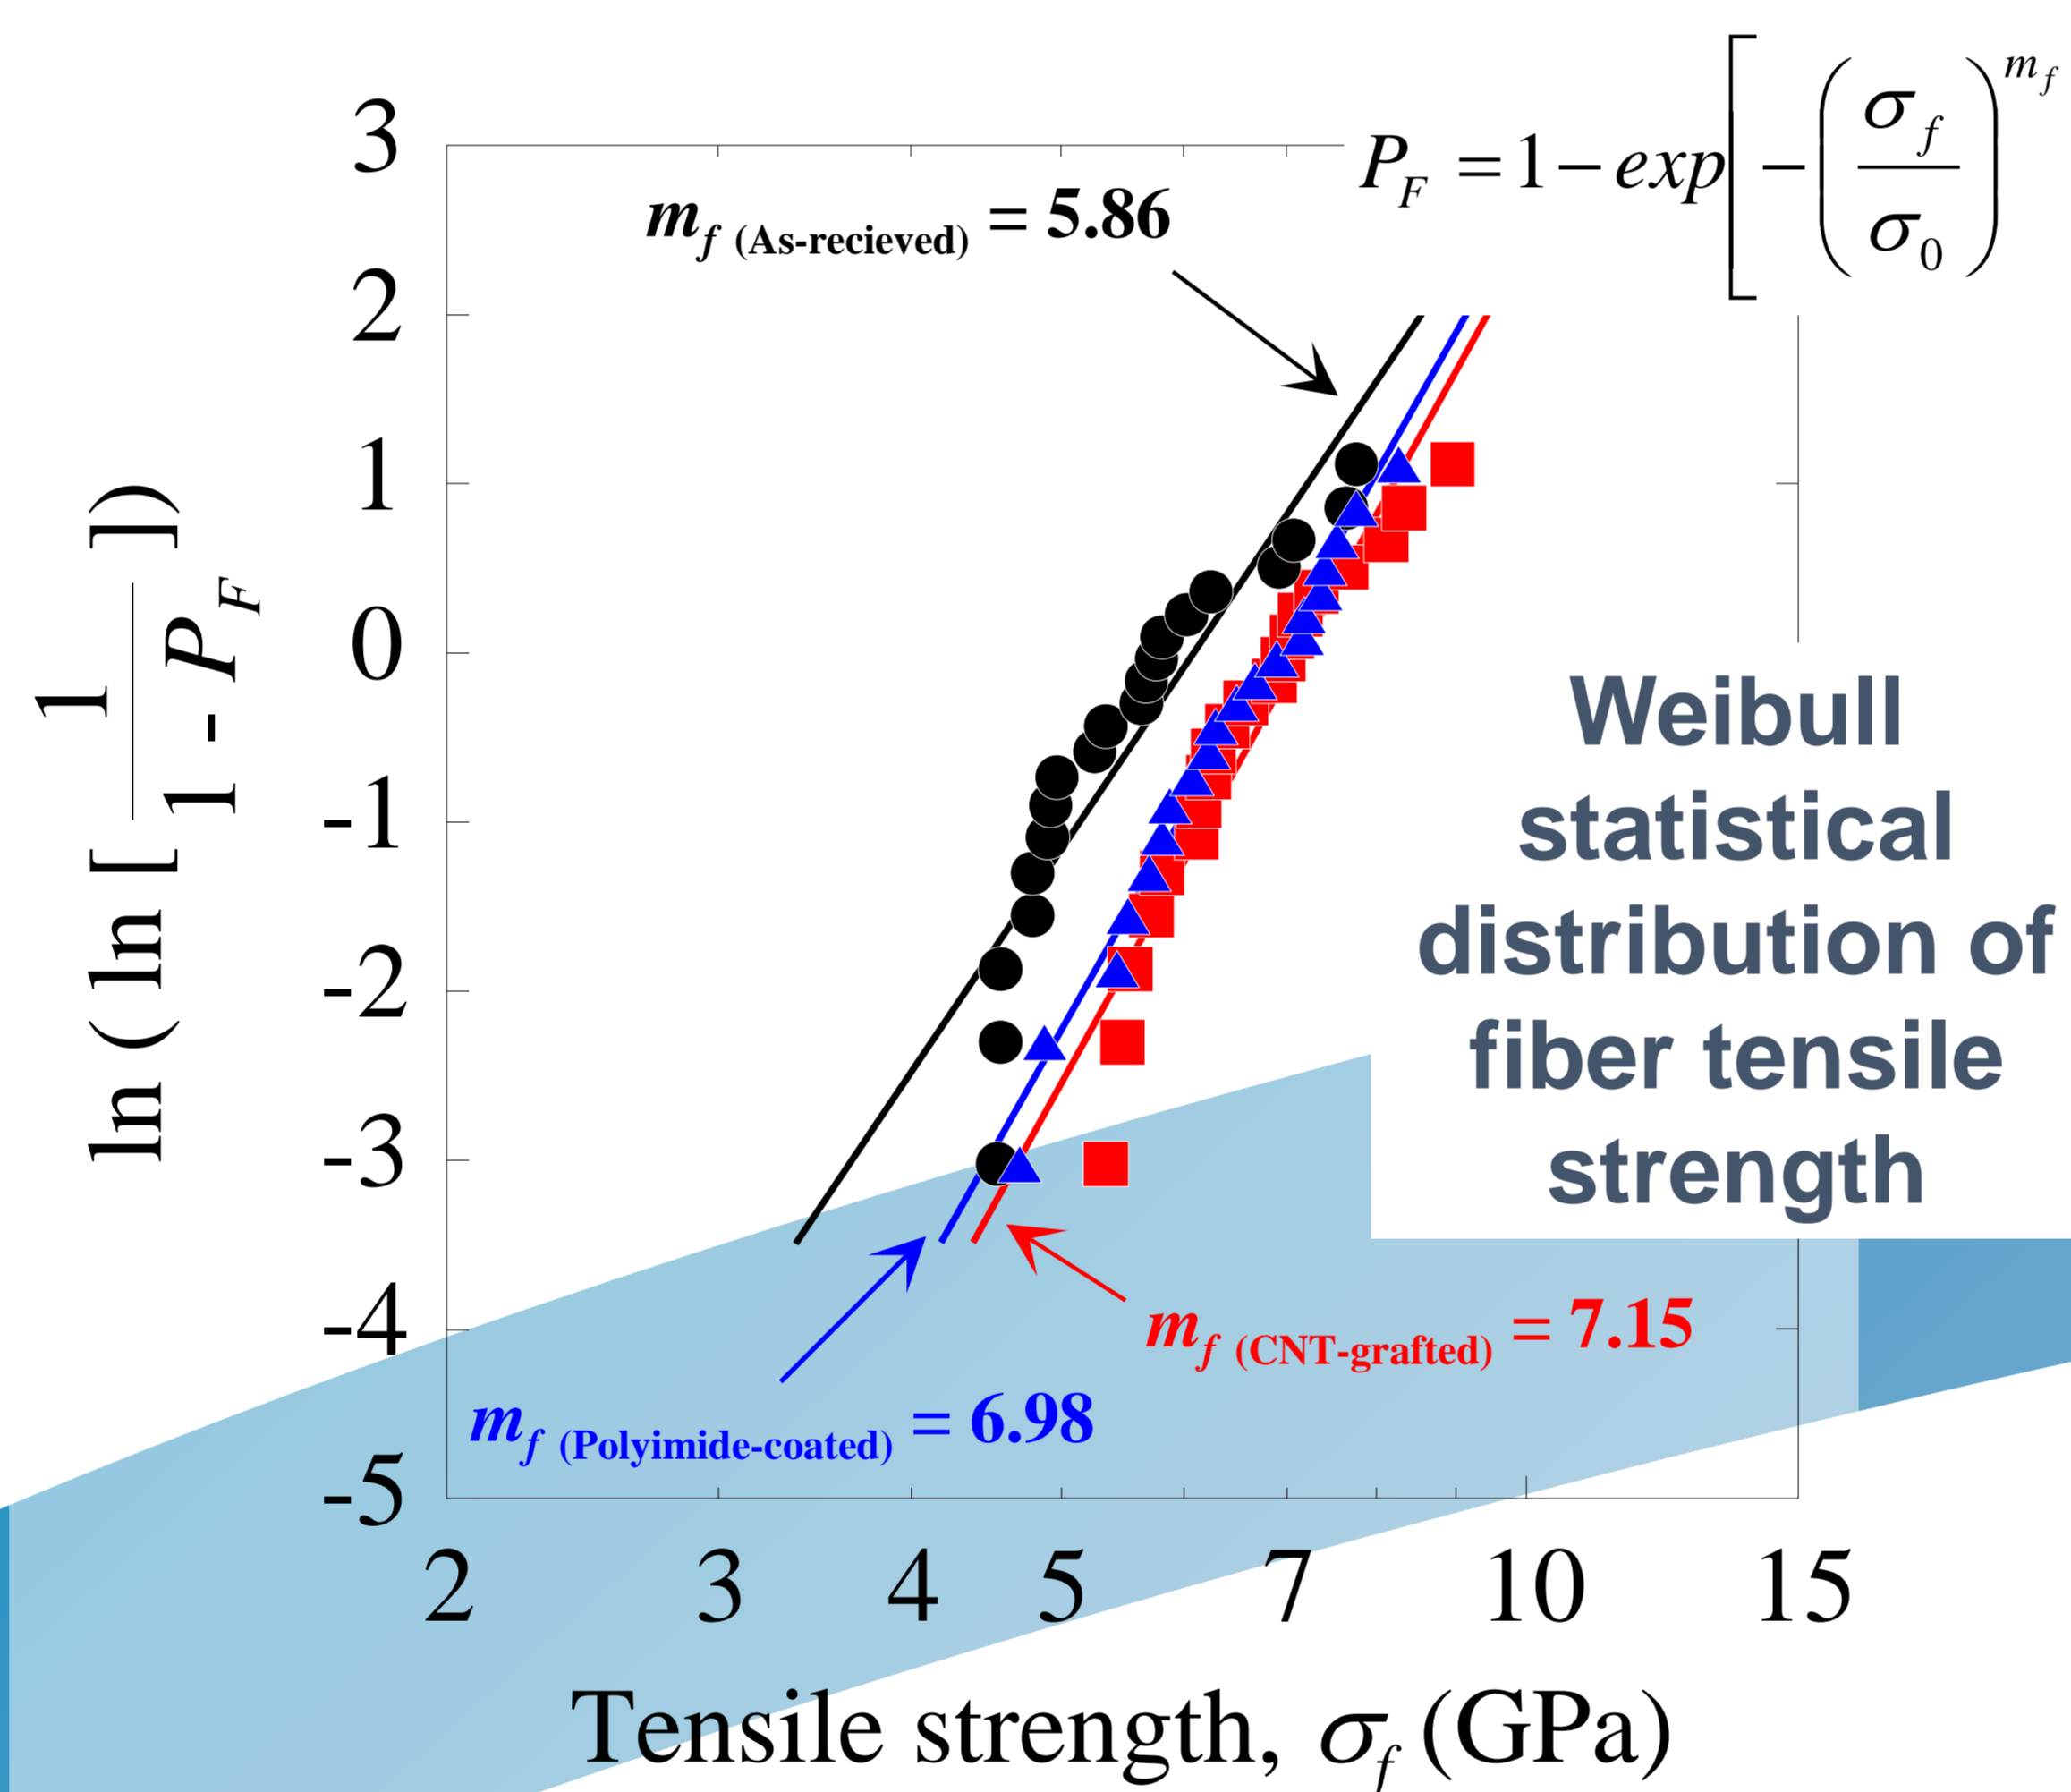 P_F = 1 − exp[ −( σ_f / σ_0 )^{m_f}
m_f (As-recieved) = 5.86
3
2
1
0
-1
-2
-3
-4
-5
ln ( ln [ 1 / 1 - P_F ])
Weibull
statistical
distribution of
fiber tensile
strength
m_f (CNT-grafted) = 7.15
m_f (Polyimide-coated) = 6.98
2 3 4 5 7 10 15
Tensile strength, σ_f (GPa)